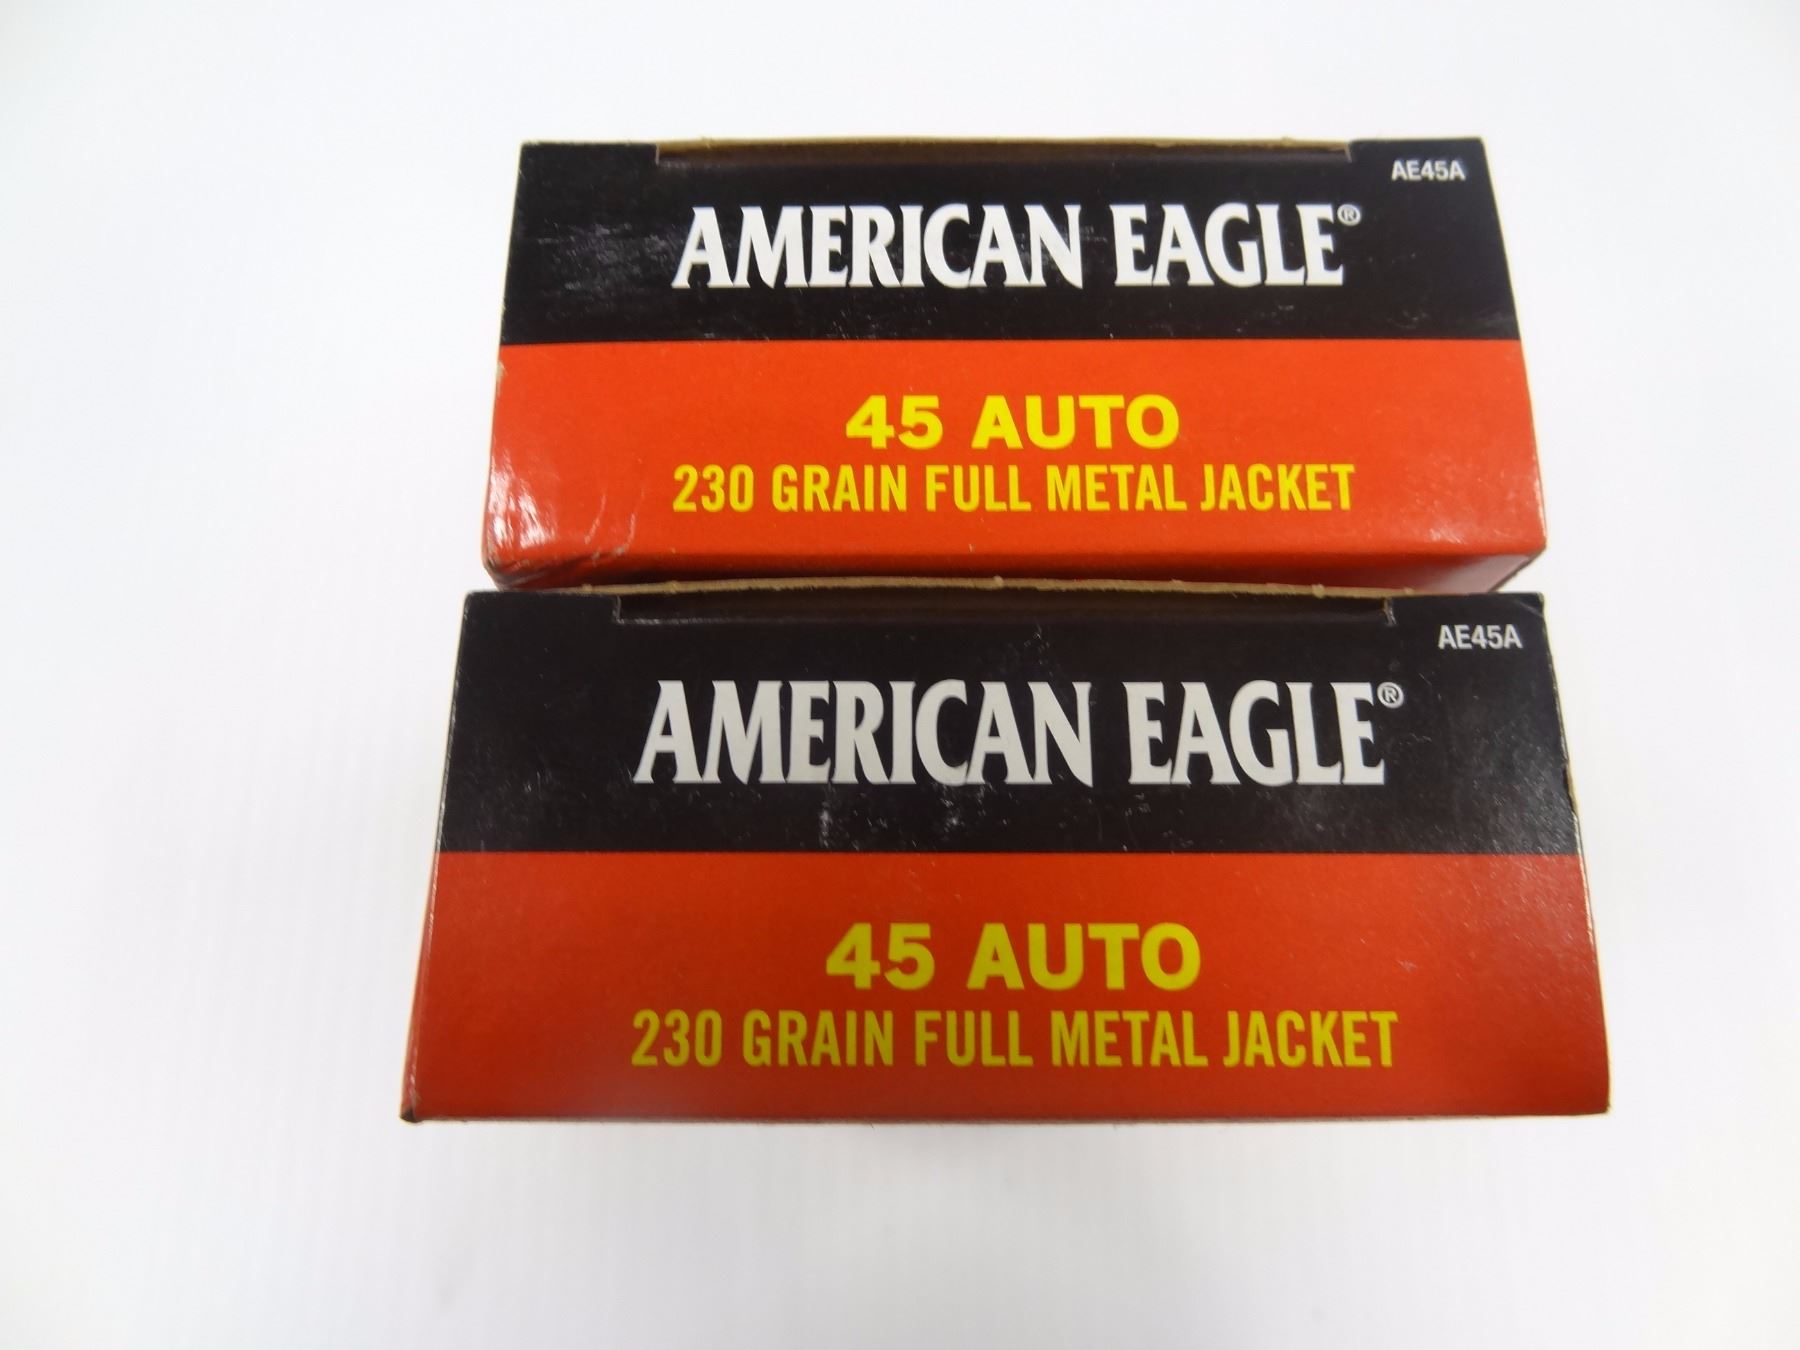 AE45A
AMERICAN EAGLE®
45 AUTO
230 GRAIN FULL METAL JACKET
AE45A
AMERICAN EAGLE®
45 AUTO
230 GRAIN FULL METAL JACKET